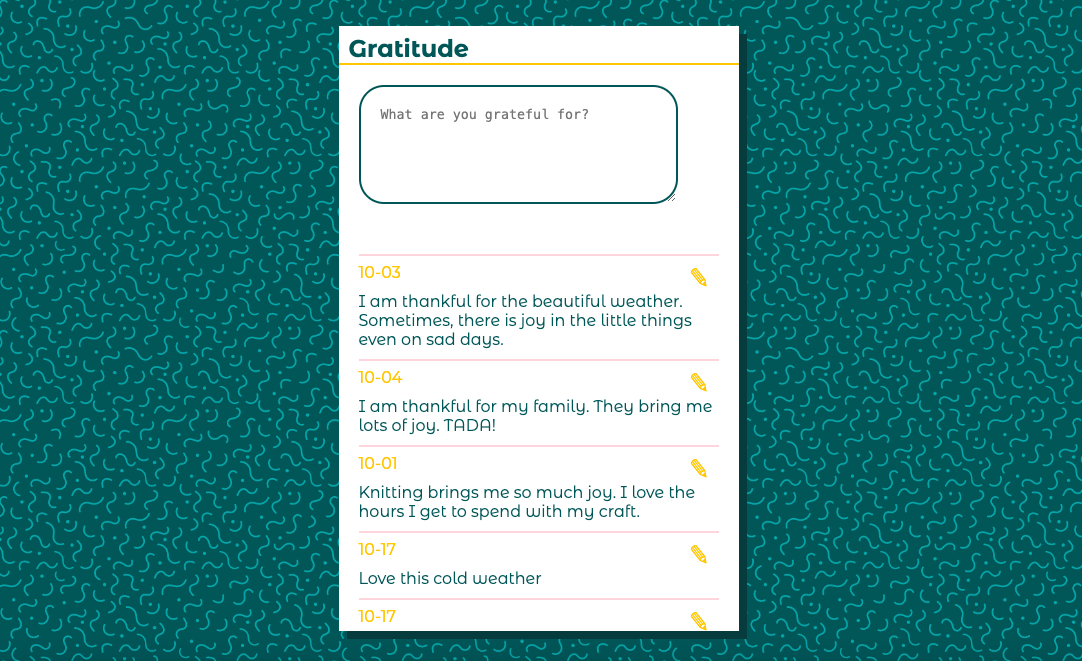 Gratitude
What are you grateful for?
10-03
I am thankful for the beautiful weather.
Sometimes, there is joy in the little things
even on sad days.
10-04
I am thankful for my family. They bring me
lots of joy. TADA!
10-01
Knitting brings me so much joy. I love the
hours I get to spend with my craft.
10-17
Love this cold weather
10-17